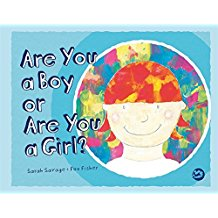 Are You
a Boy
or
Are You
a Girl?
Sarah Savage & Fox Fisher